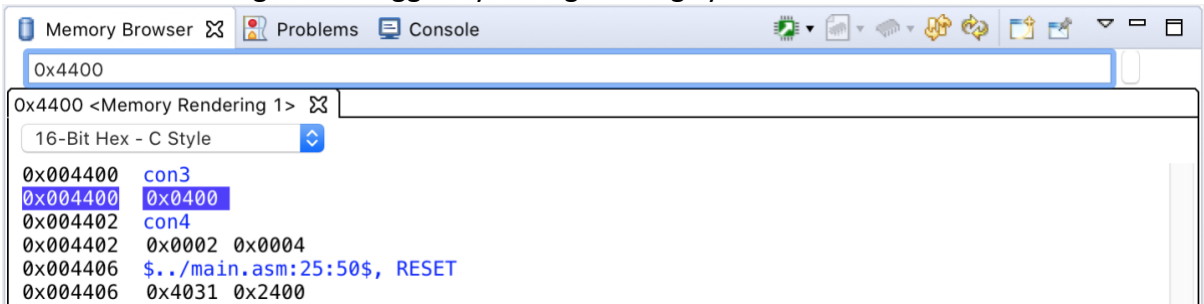 Memory Browser Problems Console
0x4400
0x4400 <Memory Rendering 1>
16-Bit Hex - C Style
0x004400 con3
0x004400 0x0400
0x004402 con4
0x004402 0x0002 0x0004
0x004406 $../main.asm:25:50$, RESET
0x004406 0x4031 0x2400